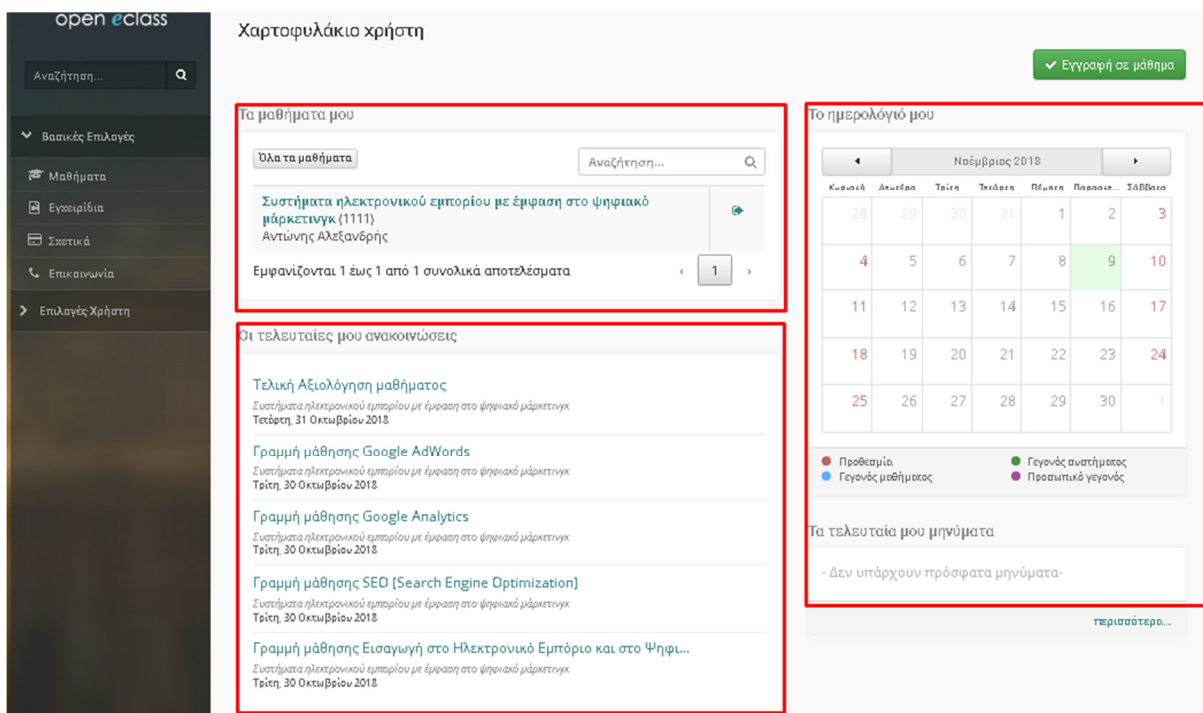 open eclass
Αναζήτηση...
Βασικές Επιλογές
Μαθήματα
Εγχειρίδια
Σχετικά
Επικοινωνία
Επιλογές Χρήστη
Χαρτοφυλάκιο χρήστη
Εγγραφή σε μάθημα
Τα μαθήματα μου
Όλα τα μαθήματα
Αναζήτηση...
Συστήματα ηλεκτρονικού εμπορίου με έμφαση στο ψηφιακό
μάρκετινγκ (1111)
Αντώνης Αλεξανδρής
Εμφανίζονται 1 έως 1 από 1 συνολικά αποτελέσματα
‹ 1 ›
Οι τελευταίες μου ανακοινώσεις
Τελική Αξιολόγηση μαθήματος
Συστήματα ηλεκτρονικού εμπορίου με έμφαση στο ψηφιακό μάρκετινγκ
Τετάρτη, 31 Οκτωβρίου 2018
Γραμμή μάθησης Google AdWords
Συστήματα ηλεκτρονικού εμπορίου με έμφαση στο ψηφιακό μάρκετινγκ
Τρίτη, 30 Οκτωβρίου 2018
Γραμμή μάθησης Google Analytics
Συστήματα ηλεκτρονικού εμπορίου με έμφαση στο ψηφιακό μάρκετινγκ
Τρίτη, 30 Οκτωβρίου 2018
Γραμμή μάθησης SEO (Search Engine Optimization)
Συστήματα ηλεκτρονικού εμπορίου με έμφαση στο ψηφιακό μάρκετινγκ
Τρίτη, 30 Οκτωβρίου 2018
Γραμμή μάθησης Εισαγωγή στο Ηλεκτρονικό Εμπόριο και στο Ψηφι...
Συστήματα ηλεκτρονικού εμπορίου με έμφαση στο ψηφιακό μάρκετινγκ
Τρίτη, 30 Οκτωβρίου 2018
Το ημερολόγιό μου
Νοέμβριος 2018
Κυριακή Δευτέρα Τρίτη Τετάρτη Πέμπτη Παρασκε... Σάββατο
28 29 30 31 1 2 3
4 5 6 7 8 9 10
11 12 13 14 15 16 17
18 19 20 21 22 23 24
25 26 27 28 29 30 1
Προθεσμία Γεγονός συστήματος
Γεγονός μαθήματος Προσωπικό γεγονός
Τα τελευταία μου μηνύματα
- Δεν υπάρχουν πρόσφατα μηνύματα-
περισσότερα...